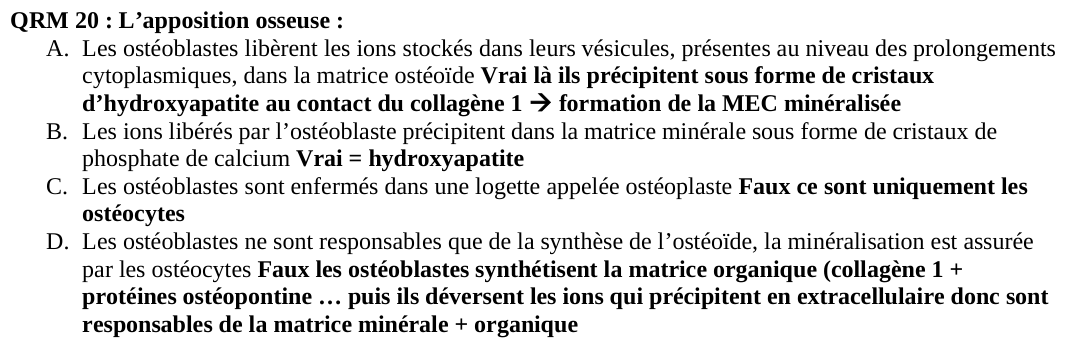 QRM 20 : L’apposition osseuse :
A. Les ostéoblastes libèrent les ions stockés dans leurs vésicules, présentes au niveau des prolongements
cytoplasmiques, dans la matrice ostéoïde Vrai là ils précipitent sous forme de cristaux
d’hydroxyapatite au contact du collagène 1 → formation de la MEC minéralisée
B. Les ions libérés par l’ostéoblaste précipitent dans la matrice minérale sous forme de cristaux de
phosphate de calcium Vrai = hydroxyapatite
C. Les ostéoblastes sont enfermés dans une logette appelée ostéoplaste Faux ce sont uniquement les
ostéocytes
D. Les ostéoblastes ne sont responsables que de la synthèse de l’ostéoïde, la minéralisation est assurée
par les ostéocytes Faux les ostéoblastes synthétisent la matrice organique (collagène 1 +
protéines ostéopontine … puis ils déversent les ions qui précipitent en extracellulaire donc sont
responsables de la matrice minérale + organique